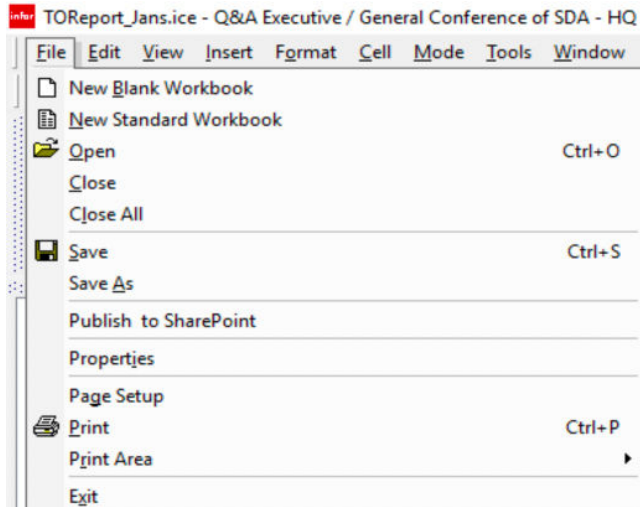 infor TOReport_Jans.ice - Q&A Executive / General Conference of SDA - HQ
File Edit View Insert Format Cell Mode Tools Window
New Blank Workbook
New Standard Workbook
Open Ctrl+O
Close
Close All
Save Ctrl+S
Save As
Publish to SharePoint
Properties
Page Setup
Print Ctrl+P
Print Area
Exit